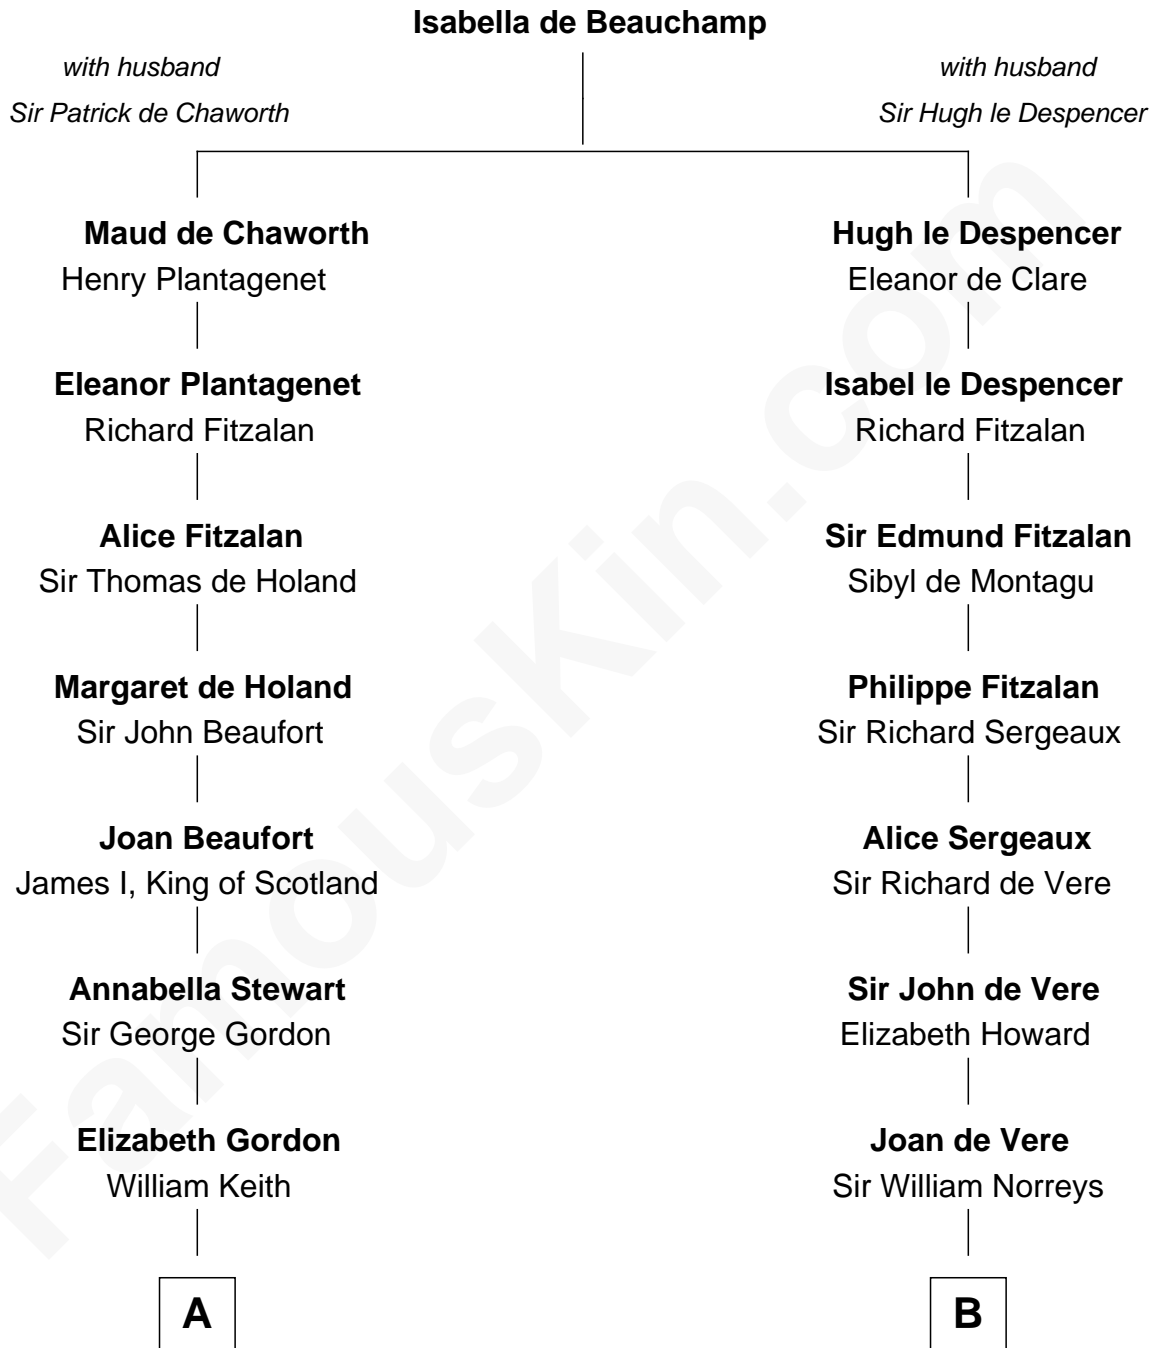 Isabella de Beauchamp
with husband
Sir Patrick de Chaworth
with husband
Sir Hugh le Despencer
Maud de Chaworth
Henry Plantagenet
Hugh le Despencer
Eleanor de Clare
Eleanor Plantagenet
Richard Fitzalan
Isabel le Despencer
Richard Fitzalan
Alice Fitzalan
Sir Thomas de Holand
Sir Edmund Fitzalan
Sibyl de Montagu
Margaret de Holand
Sir John Beaufort
Philippe Fitzalan
Sir Richard Sergeaux
Joan Beaufort
James I, King of Scotland
Alice Sergeaux
Sir Richard de Vere
Annabella Stewart
Sir George Gordon
Sir John de Vere
Elizabeth Howard
Elizabeth Gordon
William Keith
Joan de Vere
Sir William Norreys
A
B
FamousKin.com